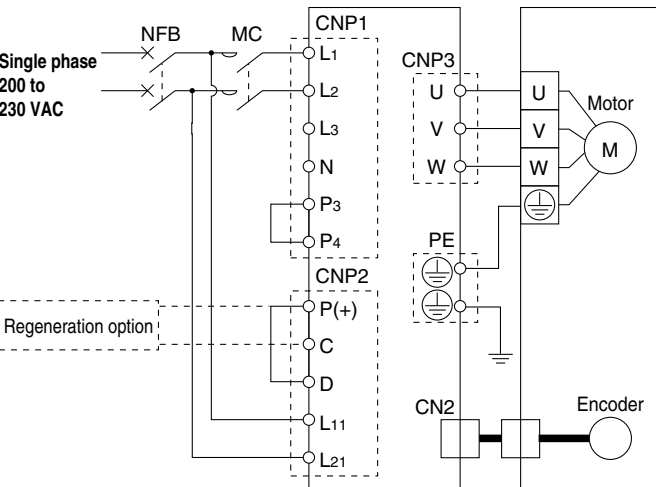 NFB
MC
CNP1
Single phase
200 to
230 VAC
L1
L2
L3
N
P3
P4
CNP2
P(+)
C
D
L11
L21
Regeneration option
CNP3
U
V
W
U
V
W
Motor
M
PE
CN2
Encoder